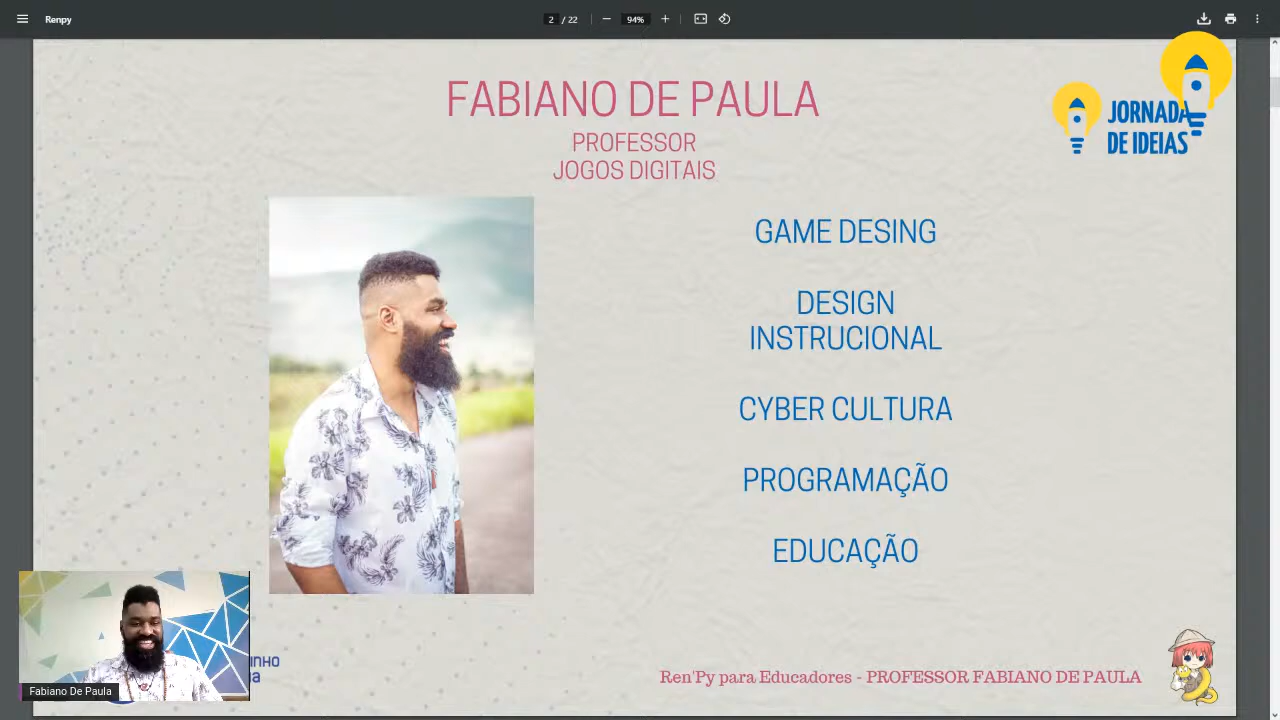 Renpy
2 / 22
94%
FABIANO DE PAULA
PROFESSOR
JOGOS DIGITAIS
JORNADA
DE IDEIAS
GAME DESING
DESIGN
INSTRUCIONAL
CYBER CULTURA
PROGRAMAÇÃO
EDUCAÇÃO
INHO
a
Fabiano De Paula
Ren'Py para Educadores - PROFESSOR FABIANO DE PAULA